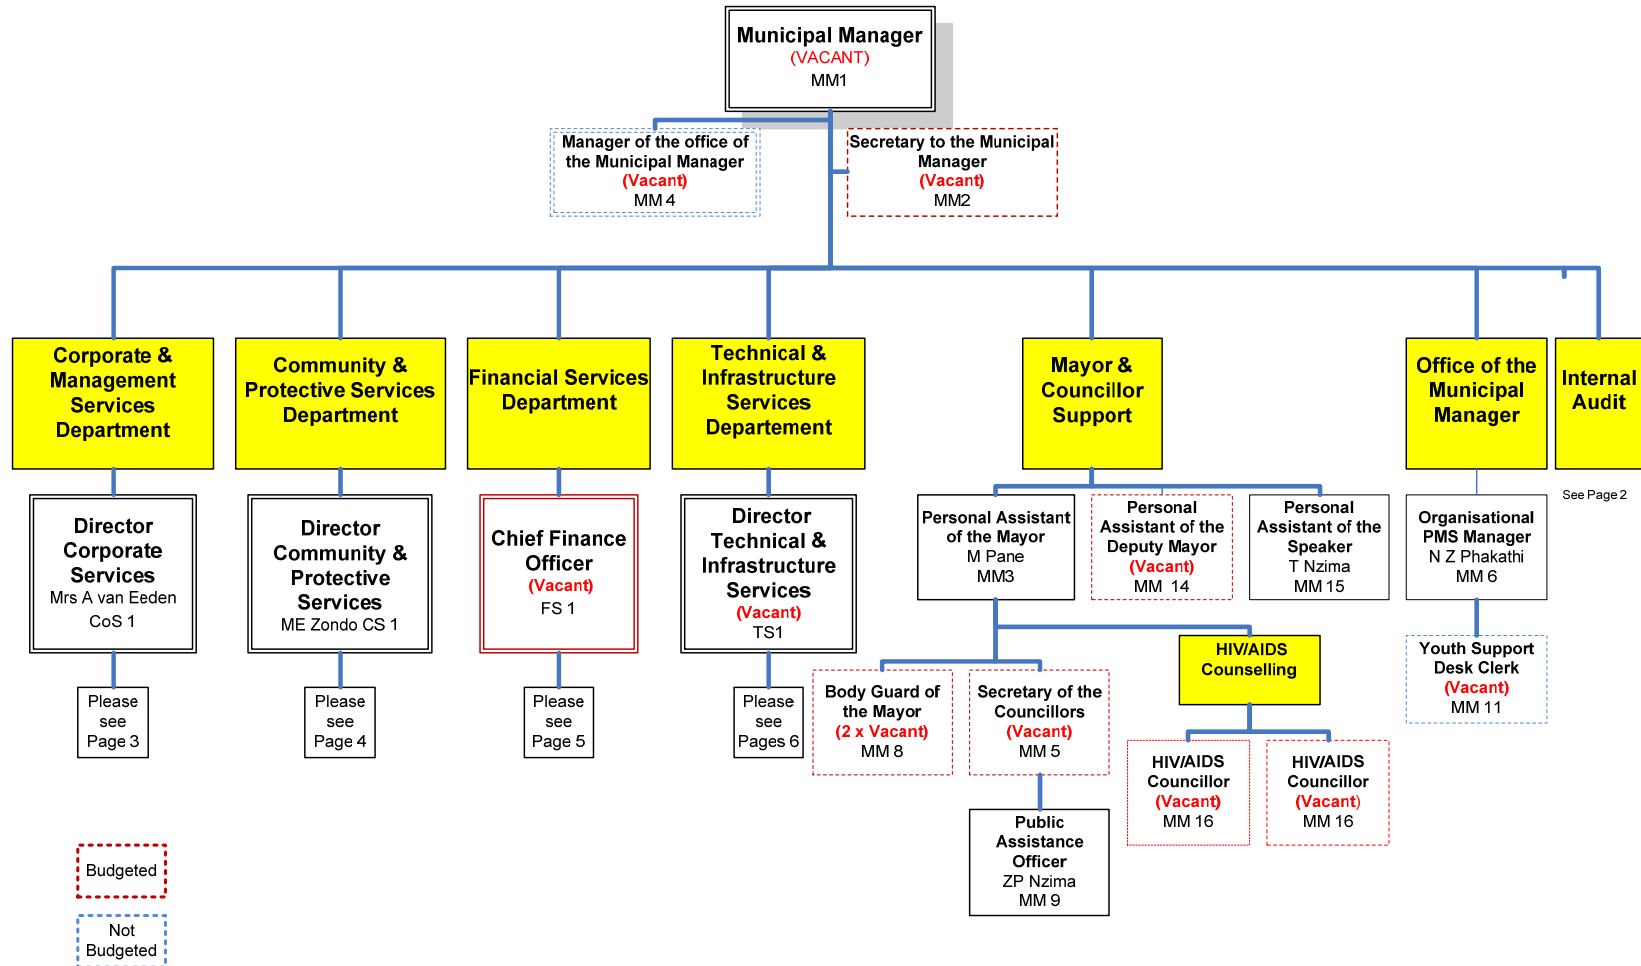 Municipal Manager
(VACANT)
MM1
Manager of the office of
the Municipal Manager
(Vacant)
MM 4
Secretary to the Municipal
Manager
(Vacant)
MM2
Corporate &
Management
Services
Department
Community &
Protective Services
Department
Financial Services
Department
Technical &
Infrastructure
Services
Departement
Mayor &
Councillor
Support
Office of the
Municipal
Manager
Internal
Audit
See Page 2
Director
Corporate
Services
Mrs A van Eeden
CoS 1
Director
Community &
Protective
Services
ME Zondo CS 1
Chief Finance
Officer
(Vacant)
FS 1
Director
Technical &
Infrastructure
Services
(Vacant)
TS1
Personal Assistant
of the Mayor
M Pane
MM3
Personal
Assistant of the
Deputy Mayor
(Vacant)
MM 14
Personal
Assistant of the
Speaker
T Nzima
MM 15
Organisational
PMS Manager
N Z Phakathi
MM 6
Please
see
Page 3
Please
see
Page 4
Please
see
Page 5
Please
see
Pages 6
Body Guard of
the Mayor
(2 x Vacant)
MM 8
Secretary of the
Councillors
(Vacant)
MM 5
HIV/AIDS
Counselling
Youth Support
Desk Clerk
(Vacant)
MM 11
HIV/AIDS
Councillor
(Vacant)
MM 16
HIV/AIDS
Councillor
(Vacant)
MM 16
Public
Assistance
Officer
ZP Nzima
MM 9
Budgeted
Not
Budgeted